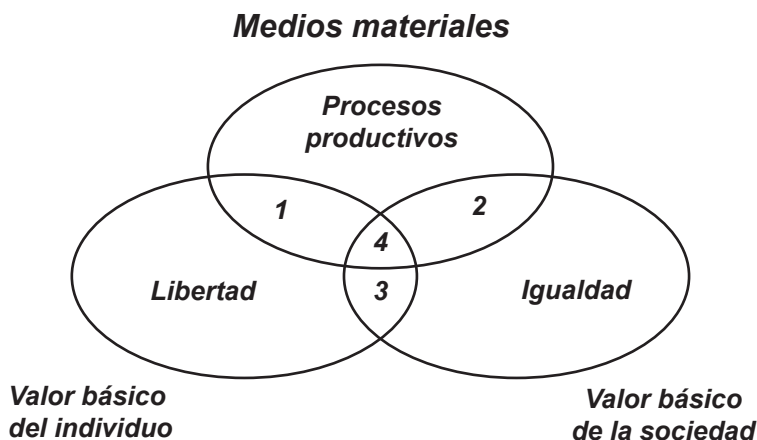 Medios materiales
Procesos
productivos
1
2
4
Libertad
3
Igualdad
Valor básico
del individuo
Valor básico
de la sociedad